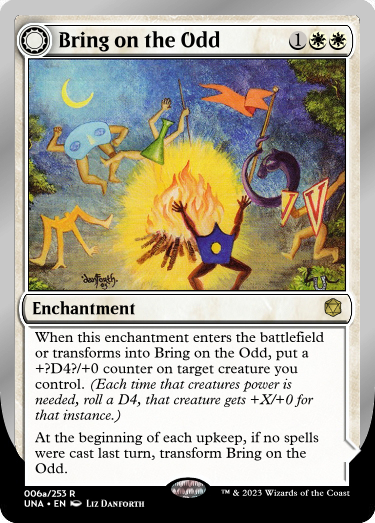 Bring on the Odd 1
Danforth
Enchantment
When this enchantment enters the battlefield
or transforms into Bring on the Odd, put a
+?D4?/+0 counter on target creature you
control. (Each time that creatures power is
needed, roll a D4, that creature gets +X/+0 for
that instance.)
At the beginning of each upkeep, if no spells
were cast last turn, transform Bring on the
Odd.
006a/253 R
UNA • EN Liz Danforth
™ & 2023 Wizards of the Coast